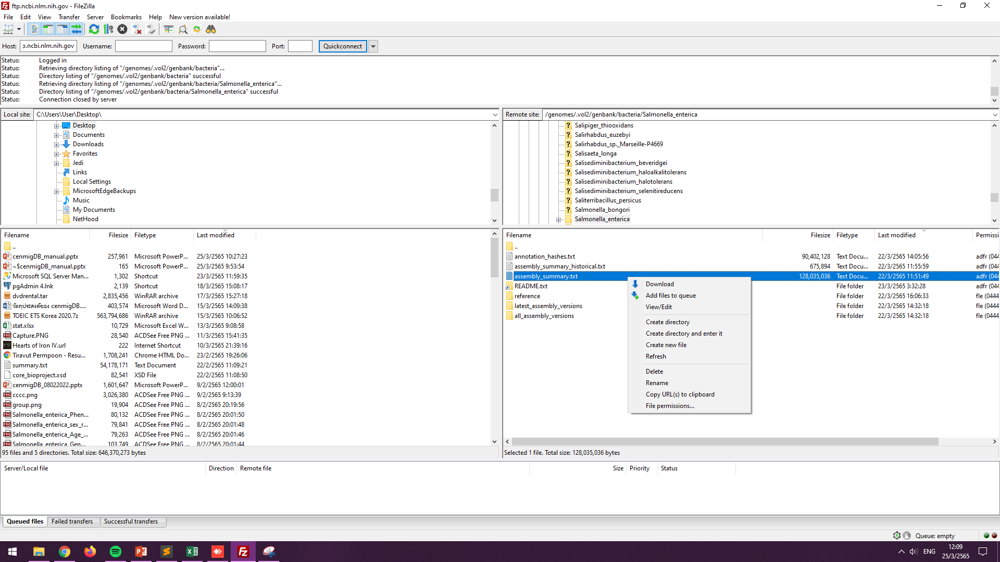 ftp.ncbi.nlm.nih.gov - FileZilla
File Edit View Transfer Server Bookmarks Help New version available!
Host: p.ncbi.nlm.nih.gov Username: Password: Port: Quickconnect
Status: Logged in
Status: Retrieving directory listing of "/genomes/.vol2/genbank/bacteria"...
Status: Directory listing of "/genomes/.vol2/genbank/bacteria" successful
Status: Retrieving directory listing of "/genomes/.vol2/genbank/bacteria/Salmonella_enterica"...
Status: Directory listing of "/genomes/.vol2/genbank/bacteria/Salmonella_enterica" successful
Status: Connection closed by server
Local site: C:\Users\User\Desktop\
Desktop
Documents
Downloads
Favorites
Jedi
Links
Local Settings
MicrosoftEdgeBackups
Music
My Documents
NetHood
Filename Filesize Filetype Last modified
..
cenmigDB_manual.pptx 257,961 Microsoft PowerP... 25/3/2565 10:27:23
~$cenmigDB_manual.pptx 165 Microsoft PowerP... 25/3/2565 9:53:54
Microsoft SQL Server Man... 1,302 Shortcut 23/3/2565 11:59:35
pgAdmin 4.lnk 2,139 Shortcut 18/3/2565 15:08:17
dvdrental.tar 2,835,456 WinRAR archive 17/3/2565 15:27:18
วัตถุประสงค์ของ cenmigDB.... 403,574 Microsoft Word D... 15/3/2565 14:09:38
TOEIC ETS Korea 2020.7z 563,794,686 WinRAR archive 15/3/2565 10:06:52
stat.xlsx 10,729 Microsoft Excel W... 13/3/2565 9:08:58
Capture.PNG 28,540 ACDSee Free PNG ... 11/3/2565 15:41:35
Hearts of Iron IV.url 222 Internet Shortcut 10/3/2565 21:39:16
Tiravut Permpoon - Resu... 1,708,241 Chrome HTML Do... 23/2/2565 19:26:06
summary.txt 54,178,171 Text Document 22/2/2565 11:09:21
core_bioproject.xsd 82,541 XSD File 22/2/2565 11:08:50
cenmigDB_08022022.pptx 1,601,647 Microsoft PowerP... 9/2/2565 12:00:01
cccc.png 3,026,380 ACDSee Free PNG ... 9/2/2565 9:13:39
group.png 19,904 ACDSee Free PNG ... 8/2/2565 20:19:56
Salmonella_enterica_Phen... 80,132 ACDSee Free PNG ... 8/2/2565 20:01:50
Salmonella_enterica_sex_r... 79,841 ACDSee Free PNG ... 8/2/2565 20:01:48
Salmonella_enterica_Age_... 79,263 ACDSee Free PNG ... 8/2/2565 20:01:46
Salmonella_enterica_Gen... 103,749 ACDSee Free PNG ... 8/2/2565 20:01:44
95 files and 5 directories. Total size: 646,370,273 bytes
Remote site: /genomes/.vol2/genbank/bacteria/Salmonella_enterica
Salipiger_thiooxidans
Salirhabdus_euzebyi
Salirhabdus_sp._Marseille-P4669
Salisaeta_longa
Salisediminibacterium_beveridgei
Salisediminibacterium_haloalkalitolerans
Salisediminibacterium_halotolerans
Salisediminibacterium_selenitireducens
Saliterribacillus_persicus
Salmonella_bongori
Salmonella_enterica
Filename Filesize Filetype Last modified Permissi
..
annotation_hashes.txt 90,402,128 Text Docu... 22/3/2565 14:05:56 adfr (044
assembly_summary_historical.txt 675,894 Text Docu... 22/3/2565 11:55:59 adfr (044
assembly_summary.txt 128,035,036 Text Docu... 22/3/2565 11:51:49 adfr (044
README.txt File folder 23/3/2565 3:32:28 adfr (044
reference File folder 22/3/2565 16:06:33 fle (0444
latest_assembly_versions File folder 22/3/2565 14:32:18 fle (0444
all_assembly_versions File folder 22/3/2565 14:32:18 fle (0444
Download
Add files to queue
View/Edit
Create directory
Create directory and enter it
Create new file
Refresh
Delete
Rename
Copy URL(s) to clipboard
File permissions...
Selected 1 file. Total size: 128,035,036 bytes
Server/Local file Direction Remote file Size Priority Status
Queued files Failed transfers Successful transfers
Queue: empty
ENG
12:09
25/3/2565